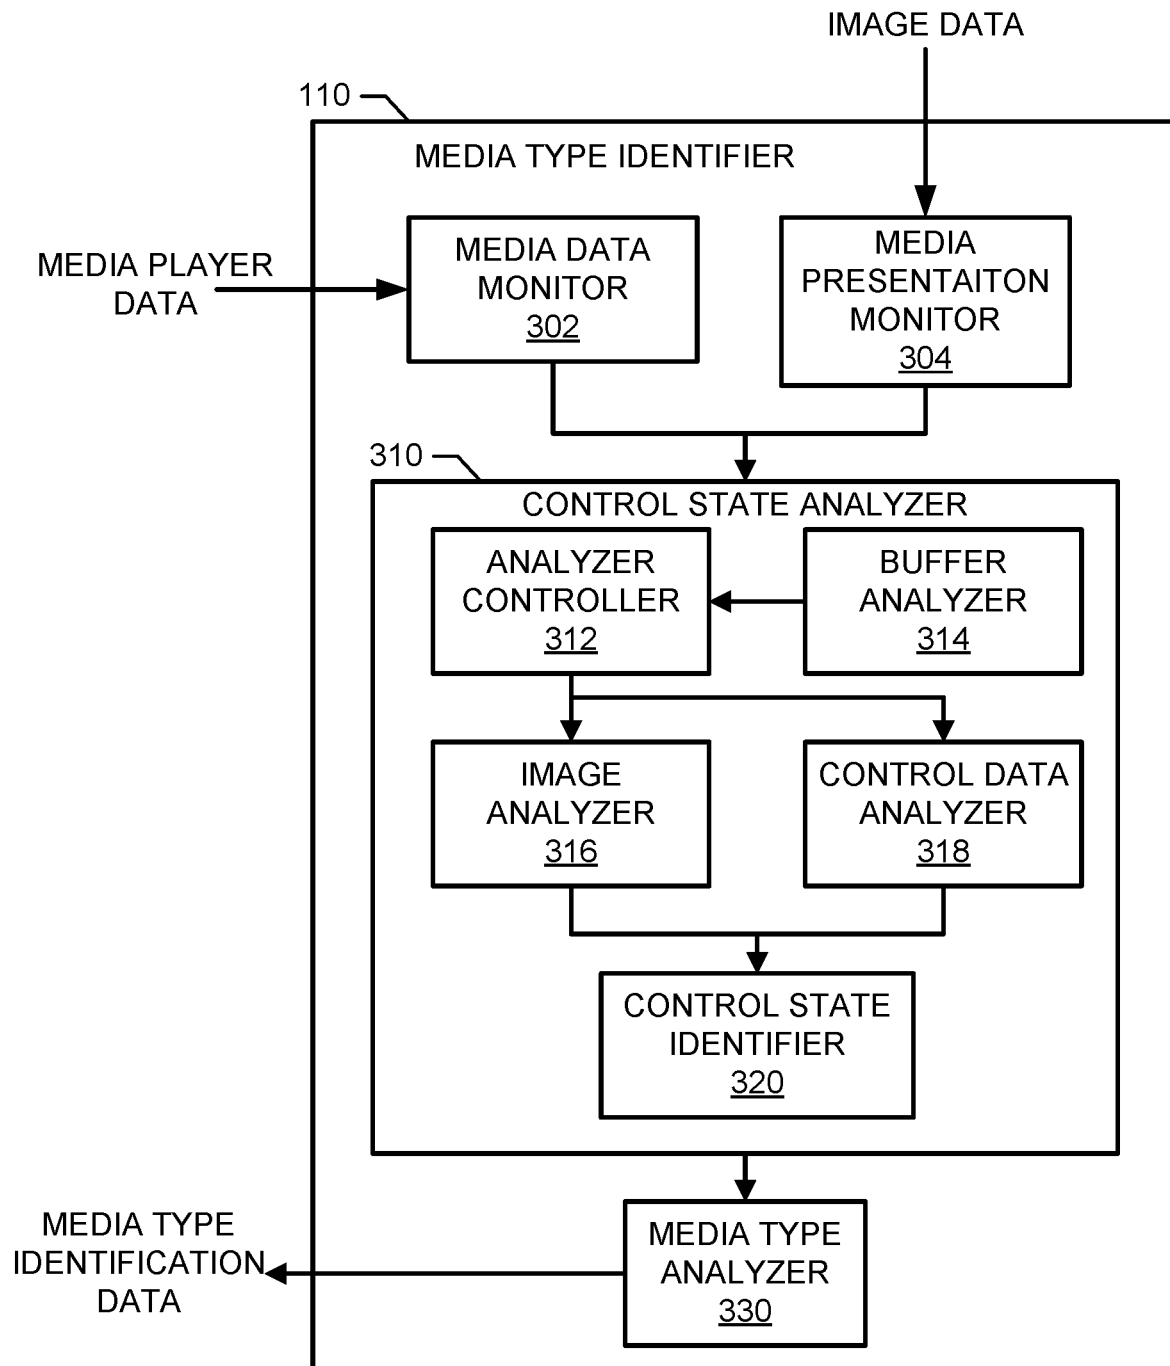 IMAGE DATA
110
MEDIA TYPE IDENTIFIER
MEDIA DATA
MONITOR
302
MEDIA
PRESENTAITON
MONITOR
304
MEDIA PLAYER
DATA
310
CONTROL STATE ANALYZER
ANALYZER
CONTROLLER
312
BUFFER
ANALYZER
314
IMAGE
ANALYZER
316
CONTROL DATA
ANALYZER
318
CONTROL STATE
IDENTIFIER
320
MEDIA TYPE
ANALYZER
330
MEDIA TYPE
IDENTIFICATION
DATA